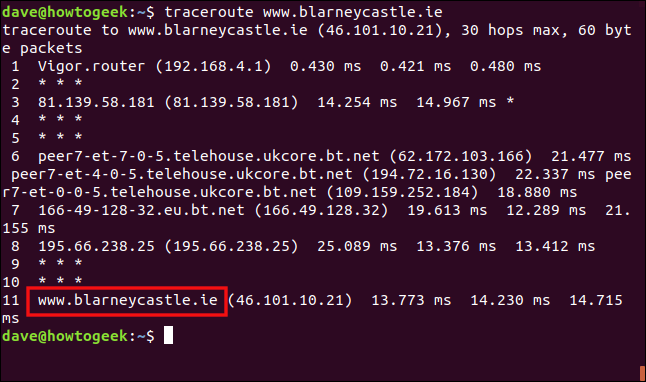 dave@howtogeek:~$ traceroute www.blarneycastle.ie
traceroute to www.blarneycastle.ie (46.101.10.21), 30 hops max, 60 byt
e packets
 1  Vigor.router (192.168.4.1)  0.430 ms  0.421 ms  0.480 ms
 2  * * *
 3  81.139.58.181 (81.139.58.181)  14.254 ms  14.967 ms *
 4  * * *
 5  * * *
 6  peer7-et-7-0-5.telehouse.ukcore.bt.net (62.172.103.166)  21.477 ms
 peer7-et-4-0-5.telehouse.ukcore.bt.net (194.72.16.130)  22.337 ms pee
r7-et-0-0-5.telehouse.ukcore.bt.net (109.159.252.184)  18.880 ms
 7  166-49-128-32.eu.bt.net (166.49.128.32)  19.613 ms  12.289 ms  21.
155 ms
 8  195.66.238.25 (195.66.238.25)  25.089 ms  13.376 ms  13.412 ms
 9  * * *
10  * * *
11  www.blarneycastle.ie (46.101.10.21)  13.773 ms  14.230 ms  14.715
ms
dave@howtogeek:~$